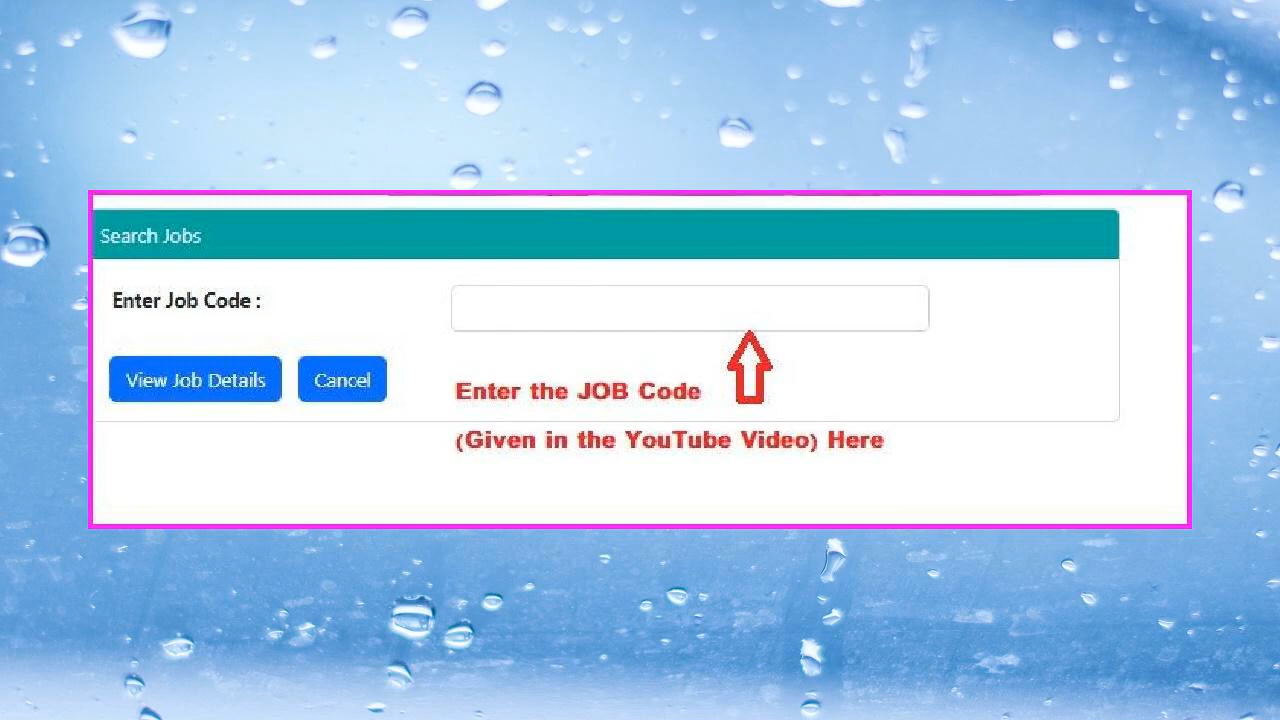 Search Jobs
Enter Job Code :
View Job Details Cancel
Enter the JOB Code
(Given in the YouTube Video) Here